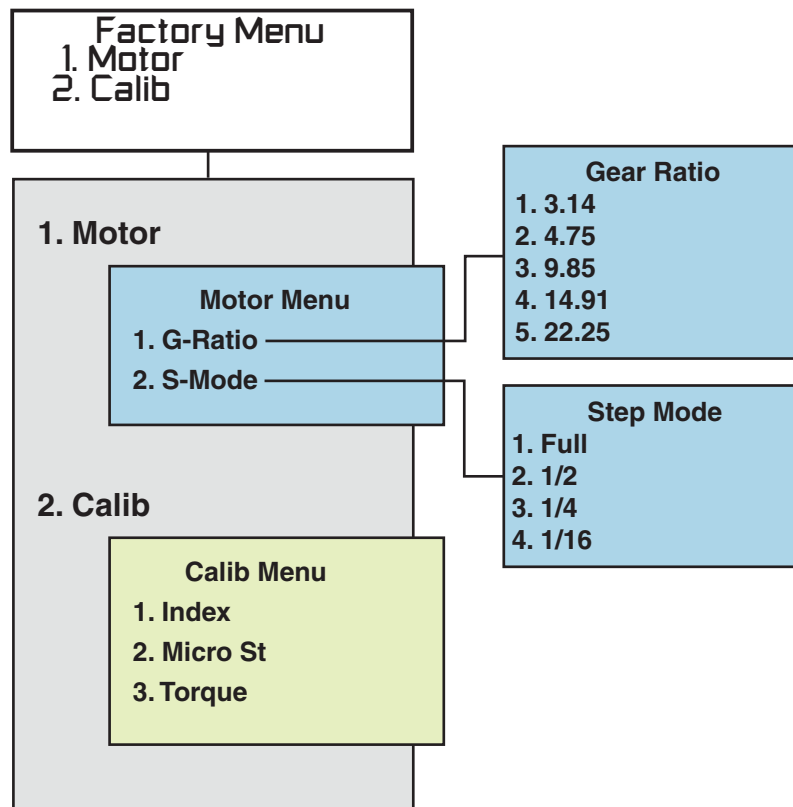 Factory Menu
1. Motor
2. Calib
1. Motor
Motor Menu
1. G-Ratio
2. S-Mode
Gear Ratio
1. 3.14
2. 4.75
3. 9.85
4. 14.91
5. 22.25
Step Mode
1. Full
2. 1/2
3. 1/4
4. 1/16
2. Calib
Calib Menu
1. Index
2. Micro St
3. Torque